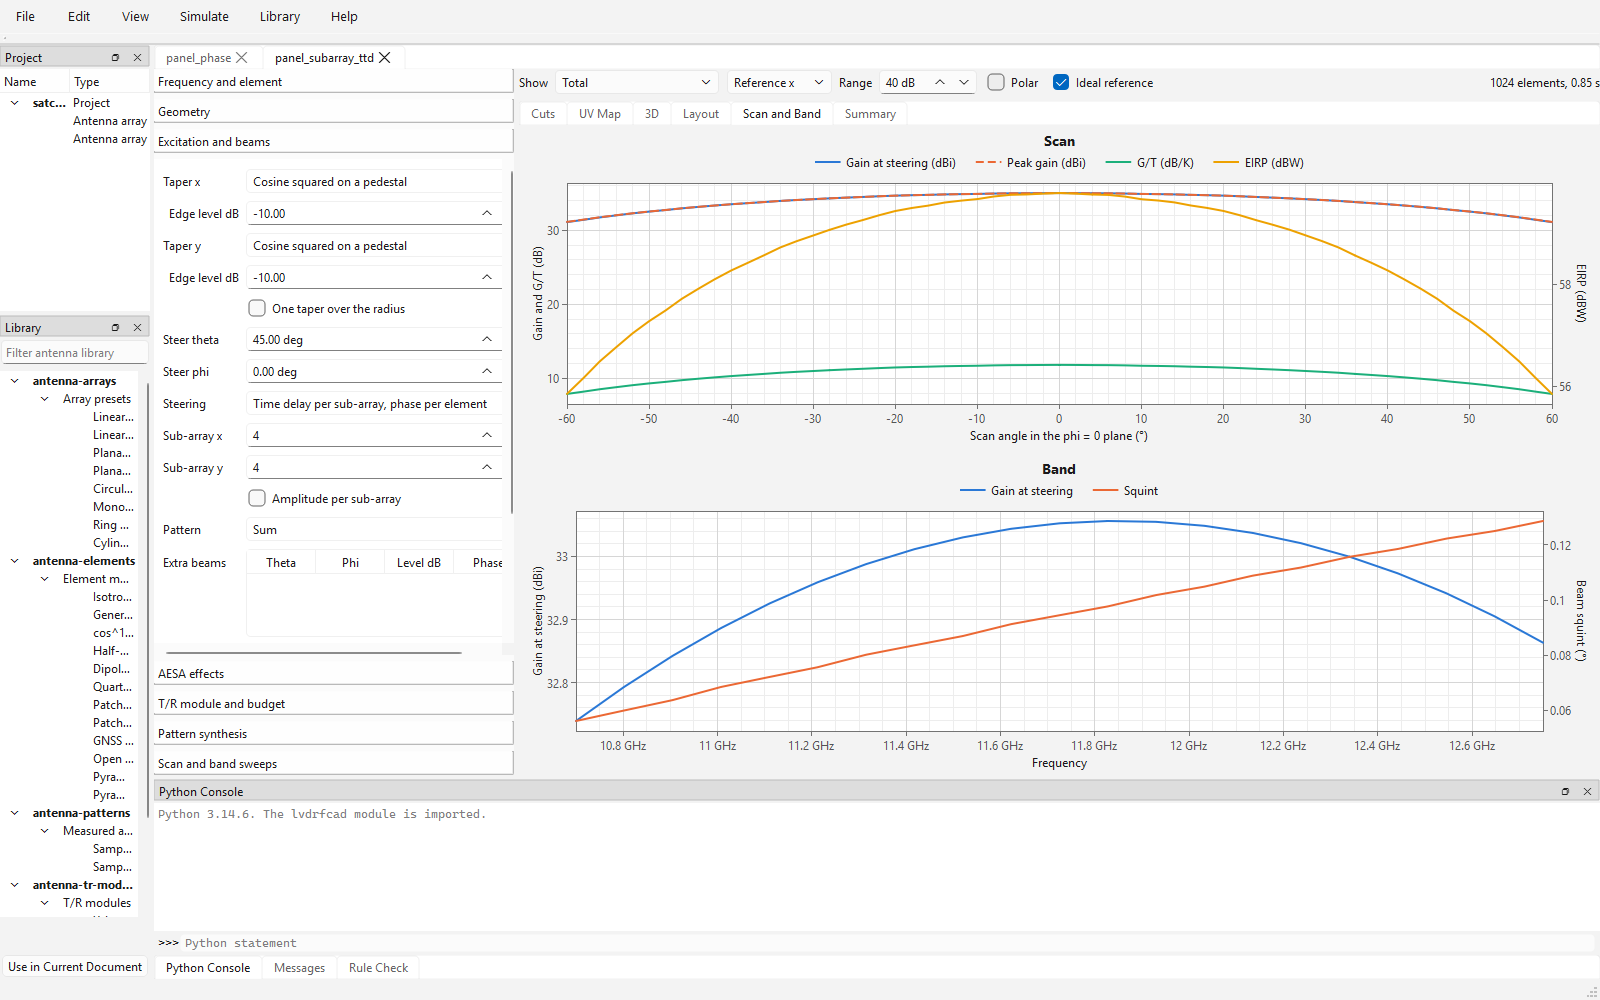 File Edit View Simulate Library Help
Project
Name Type
satc... Project
Antenna array
Antenna array
Library
Filter antenna library
antenna-arrays
Array presets
Linear...
Linear...
Plana...
Plana...
Circul...
Mono...
Ring ...
Cylin...
antenna-elements
Element m...
Isotro...
Gener...
cos^1...
Half-...
Dipol...
Quart...
Patch...
Patch...
GNSS ...
Open ...
Pyra...
Pyra...
antenna-patterns
Measured a...
Samp...
Samp...
antenna-tr-mod...
T/R modules
Use in Current Document
panel_phase panel_subarray_ttd
Frequency and element
Geometry
Excitation and beams
Taper x Cosine squared on a pedestal
Edge level dB -10.00
Taper y Cosine squared on a pedestal
Edge level dB -10.00
One taper over the radius
Steer theta 45.00 deg
Steer phi 0.00 deg
Steering Time delay per sub-array, phase per element
Sub-array x 4
Sub-array y 4
Amplitude per sub-array
Pattern Sum
Extra beams Theta Phi Level dB Phase
AESA effects
T/R module and budget
Pattern synthesis
Scan and band sweeps
Show Total Reference x Range 40 dB Polar Ideal reference 1024 elements, 0.85 s
Cuts UV Map 3D Layout Scan and Band Summary
Scan
Gain at steering (dBi) Peak gain (dBi) G/T (dB/K) EIRP (dBW)
Gain and G/T (dB)
30
20
10
EIRP (dBW)
58
56
-60 -50 -40 -30 -20 -10 0 10 20 30 40 50 60
Scan angle in the phi = 0 plane (°)
Band
Gain at steering Squint
Gain at steering (dBi)
33
32.9
32.8
Beam squint (°)
0.12
0.1
0.08
0.06
10.8 GHz 11 GHz 11.2 GHz 11.4 GHz 11.6 GHz 11.8 GHz 12 GHz 12.2 GHz 12.4 GHz 12.6 GHz
Frequency
Python Console
Python 3.14.6. The lvdrfcad module is imported.
>>> Python statement
Python Console Messages Rule Check